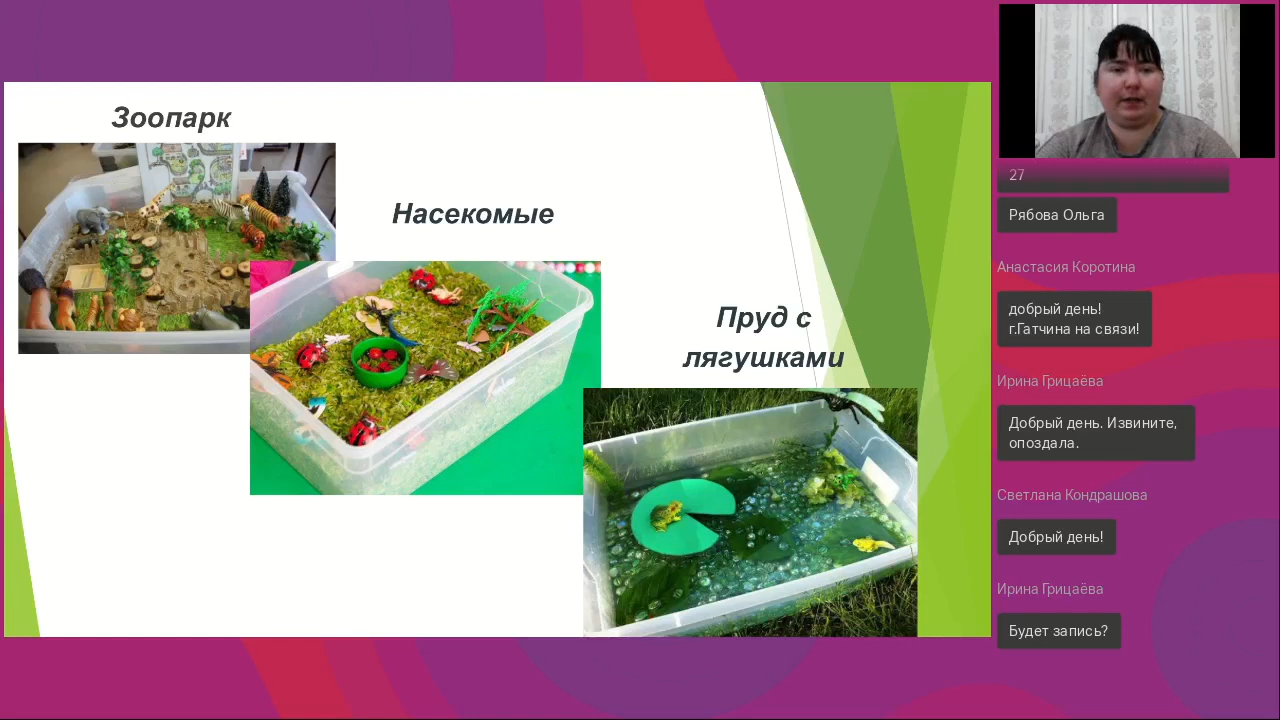 Зоопарк
Насекомые
Пруд с
лягушками
27
Рябова Ольга
Анастасия Коротина
добрый день!
г.Гатчина на связи!
Ирина Грицаёва
Добрый день. Извините,
опоздала.
Светлана Кондрашова
Добрый день!
Ирина Грицаёва
Будет запись?